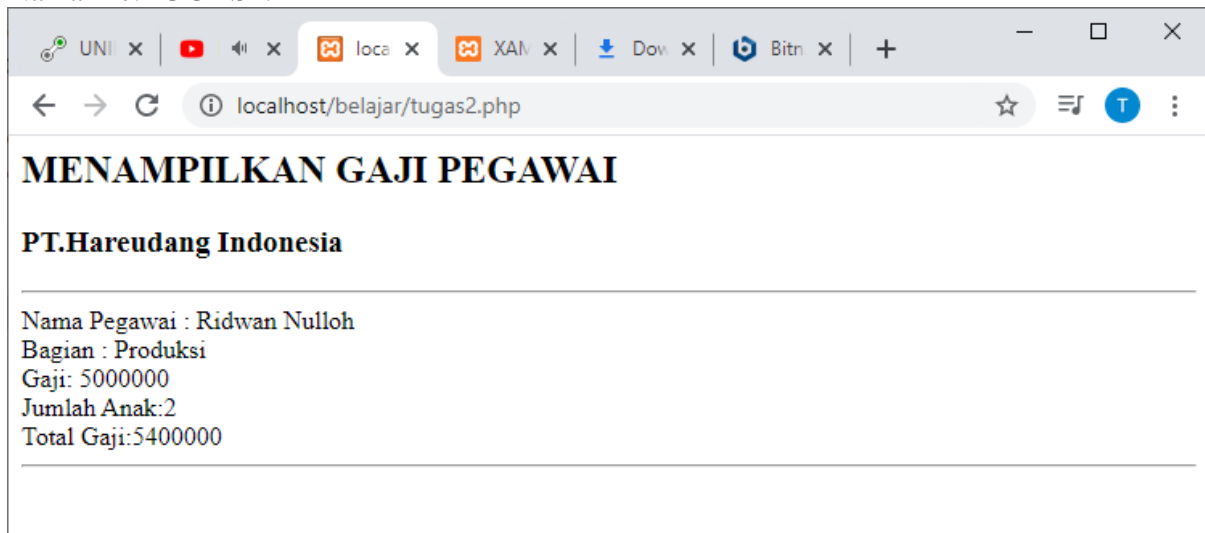 UNI loca XAN Dow Bitn
localhost/belajar/tugas2.php T
MENAMPILKAN GAJI PEGAWAI
PT.Hareudang Indonesia
Nama Pegawai : Ridwan Nulloh
Bagian : Produksi
Gaji: 5000000
Jumlah Anak:2
Total Gaji:5400000